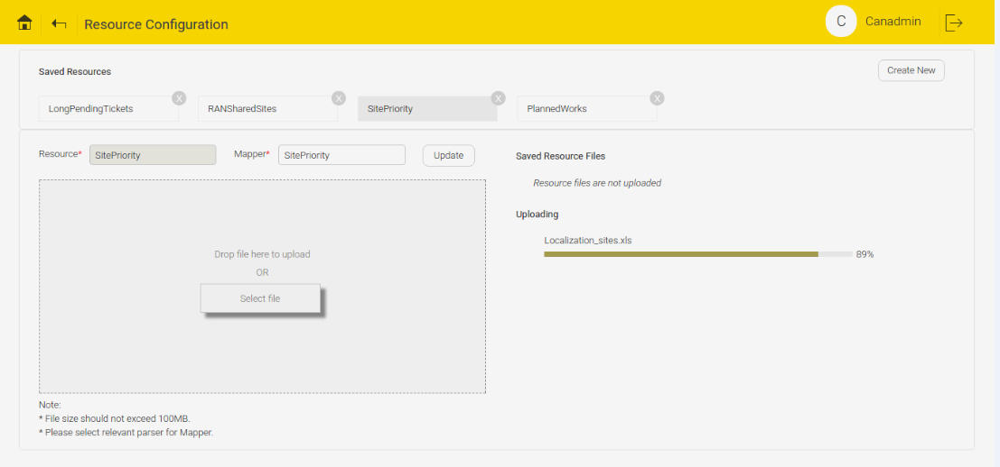 Resource Configuration
C Canadmin
Saved Resources
Create New
LongPendingTickets X RANSharedSites X SitePriority X PlannedWorks X
Resource* SitePriority Mapper* SitePriority Update
Saved Resource Files
Resource files are not uploaded
Uploading
Localization_sites.xls
89%
Drop file here to upload
OR
Select file
Note:
* File size should not exceed 100MB.
* Please select relevant parser for Mapper.